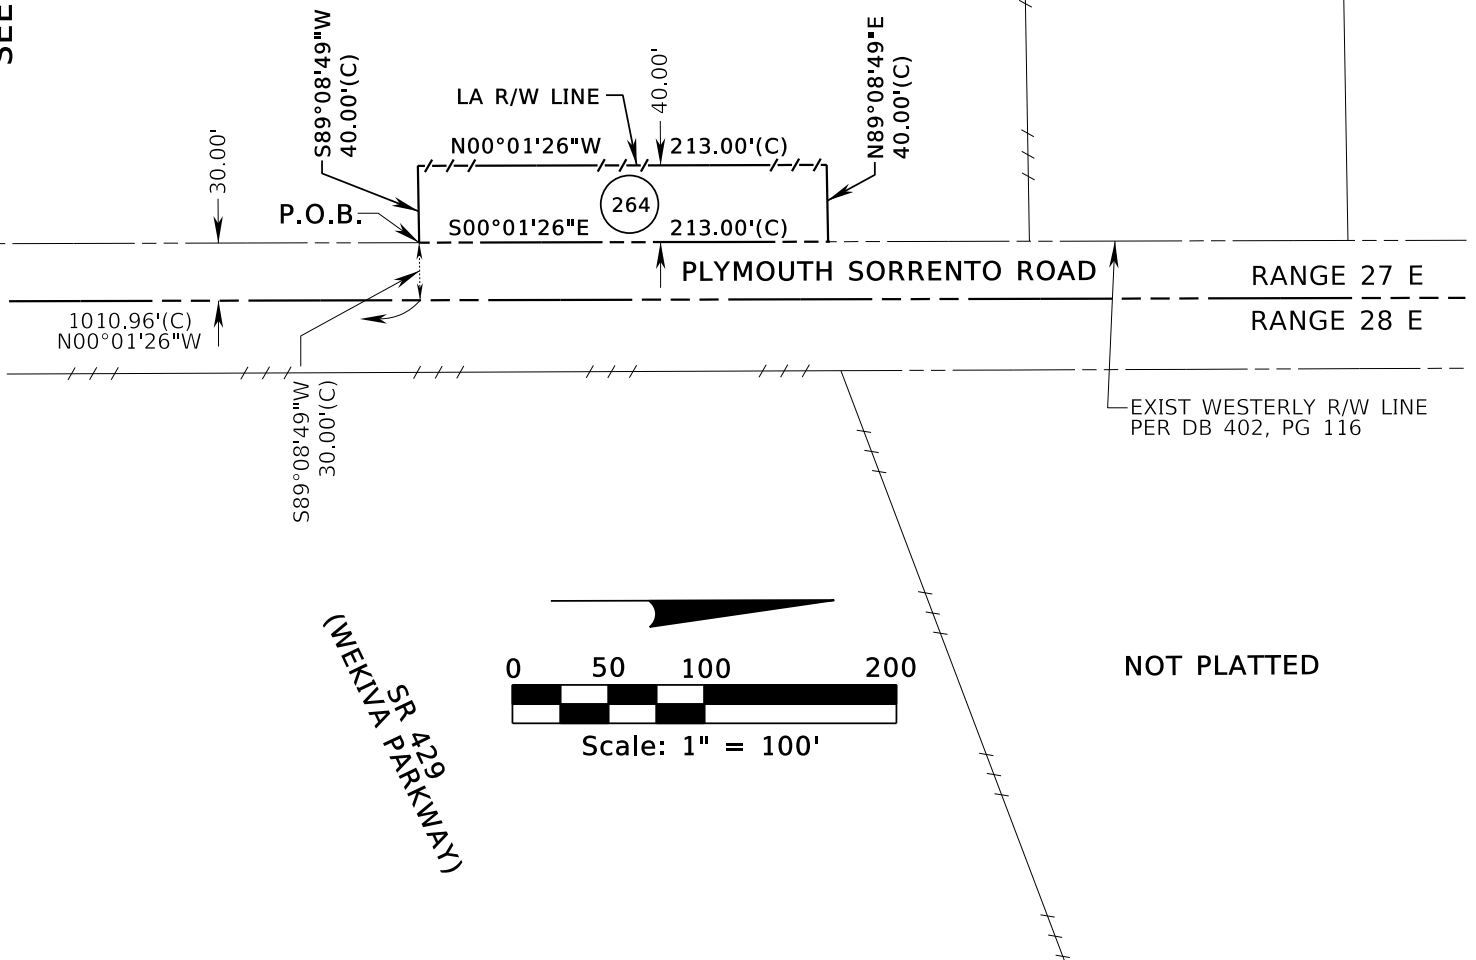 SEE
S89°08'49"W
40.00'(C)
LA R/W LINE
40.00'
N89°08'49"E
40.00'(C)
30.00'
N00°01'26"W
213.00'(C)
264
P.O.B.
S00°01'26"E
213.00'(C)
PLYMOUTH SORRENTO ROAD
RANGE 27 E
RANGE 28 E
1010.96'(C)
N00°01'26"W
S89°08'49"W
30.00'(C)
EXIST WESTERLY R/W LINE
PER DB 402, PG 116
SR 429
(WEKIVA PARKWAY)
0 50 100 200
Scale: 1" = 100'
NOT PLATTED